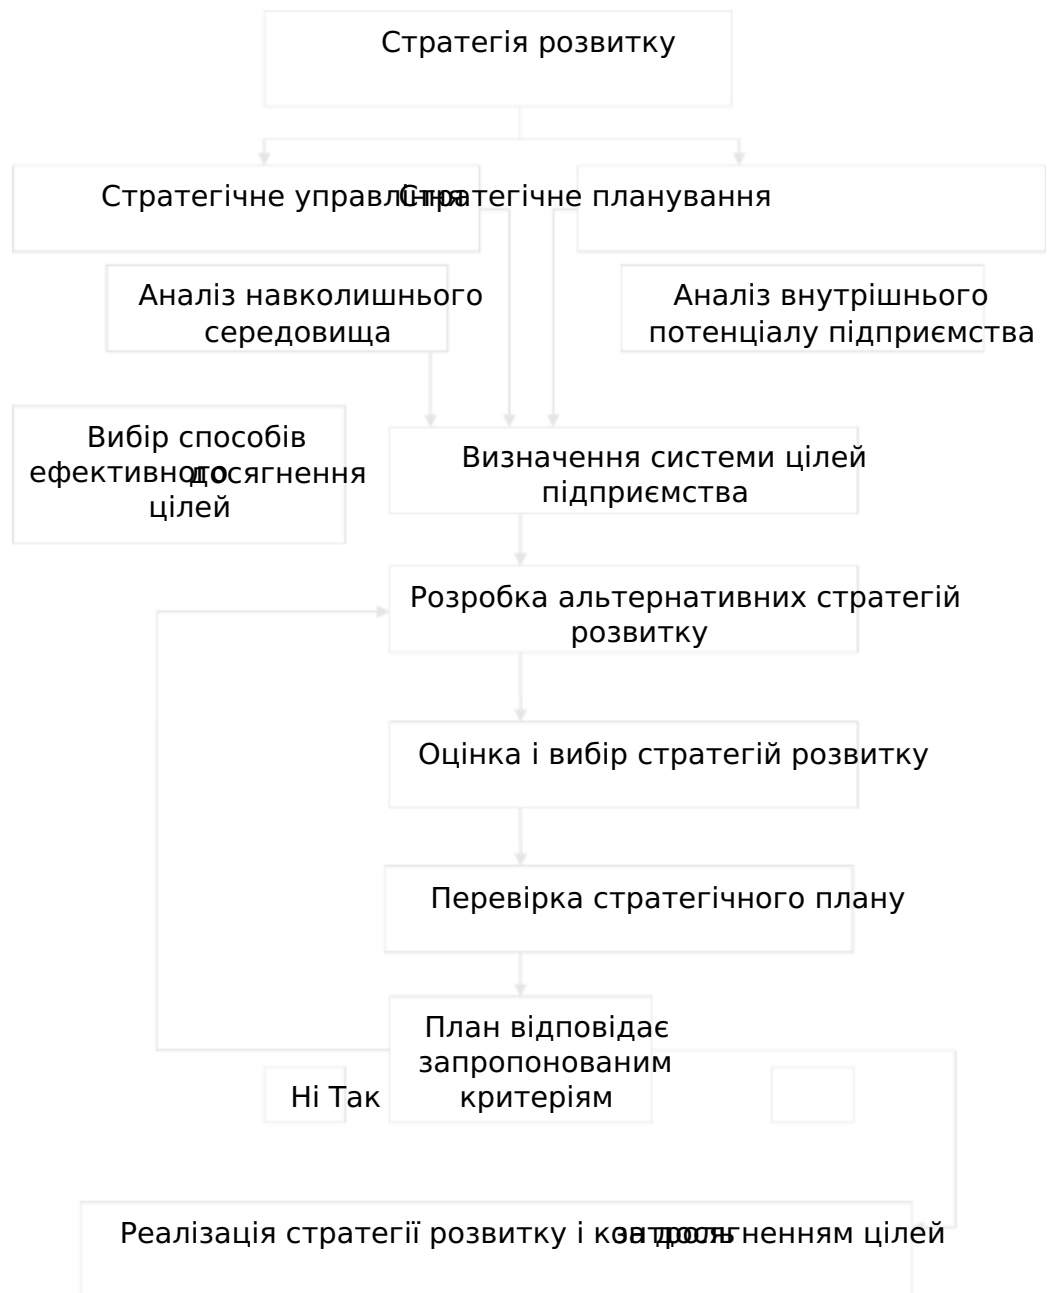 Стратегія розвитку
Стратегічне управління
Стратегічне планування
Аналіз навколишнього
середовища
Аналіз внутрішнього
потенціалу підприємства
Вибір способів
ефективного досягнення
цілей
Визначення системи цілей
підприємства
Розробка альтернативних стратегій
розвитку
Оцінка і вибір стратегій розвитку
Перевірка стратегічного плану
План відповідає
запропонованим
критеріям
Ні Так
Реалізація стратегії розвитку і контроль за досягненням цілей